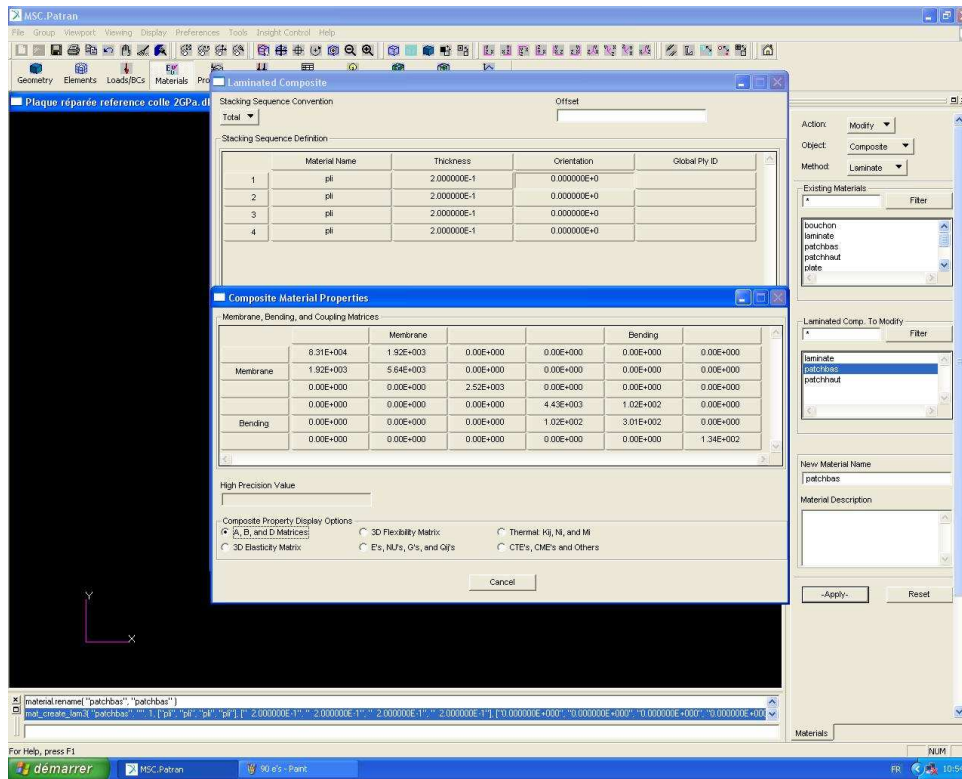 MSC.Patran
File Group Viewport Viewing Display Preferences Tools Insight Control Help
Geometry Elements Loads/BCs Materials Pro
Plaque réparée reference colle 2GPa.d
Laminated Composite
Stacking Sequence Convention Offset
Total
Stacking Sequence Definition
Material Name Thickness Orientation Global Ply ID
1 pli 2.000000E-1 0.000000E+0
2 pli 2.000000E-1 0.000000E+0
3 pli 2.000000E-1 0.000000E+0
4 pli 2.000000E-1 0.000000E+0
Composite Material Properties
Membrane, Bending, and Coupling Matrices
Membrane Bending
8.31E+004 1.92E+003 0.00E+000 0.00E+000 0.00E+000 0.00E+000
Membrane 1.92E+003 5.64E+003 0.00E+000 0.00E+000 0.00E+000 0.00E+000
0.00E+000 0.00E+000 2.52E+003 0.00E+000 0.00E+000 0.00E+000
0.00E+000 0.00E+000 0.00E+000 4.43E+003 1.02E+002 0.00E+000
Bending 0.00E+000 0.00E+000 0.00E+000 1.02E+002 3.01E+002 0.00E+000
0.00E+000 0.00E+000 0.00E+000 0.00E+000 0.00E+000 1.34E+002
High Precision Value
Composite Property Display Options
A, B, and D Matrices 3D Flexibility Matrix Thermal: Kij, Ni, and Mi
3D Elasticity Matrix E's, NU's, G's, and Qij's CTE's, CME's and Others
Cancel
Action: Modify
Object: Composite
Method: Laminate
Existing Materials
* Filter
bouchon
laminate
patchbas
patchhaut
plate
Laminated Comp. To Modify
* Filter
laminate
patchbas
patchhaut
New Material Name
patchbas
Material Description
-Apply- Reset
Y
X
material.rename( "patchbas", "patchbas" )
mat_create_lam3( "patchbas", "", 1, ["pli", "pli", "pli", "pli"], [" 2.000000E-1", " 2.000000E-1", " 2.000000E-1", " 2.000000E-1"], ["0.000000E+000", "0.000000E+000", "0.000000E+000", "0.000000E+000
Materials
For Help, press F1 NUM
démarrer MSC.Patran 90 e's - Paint FR 10:54